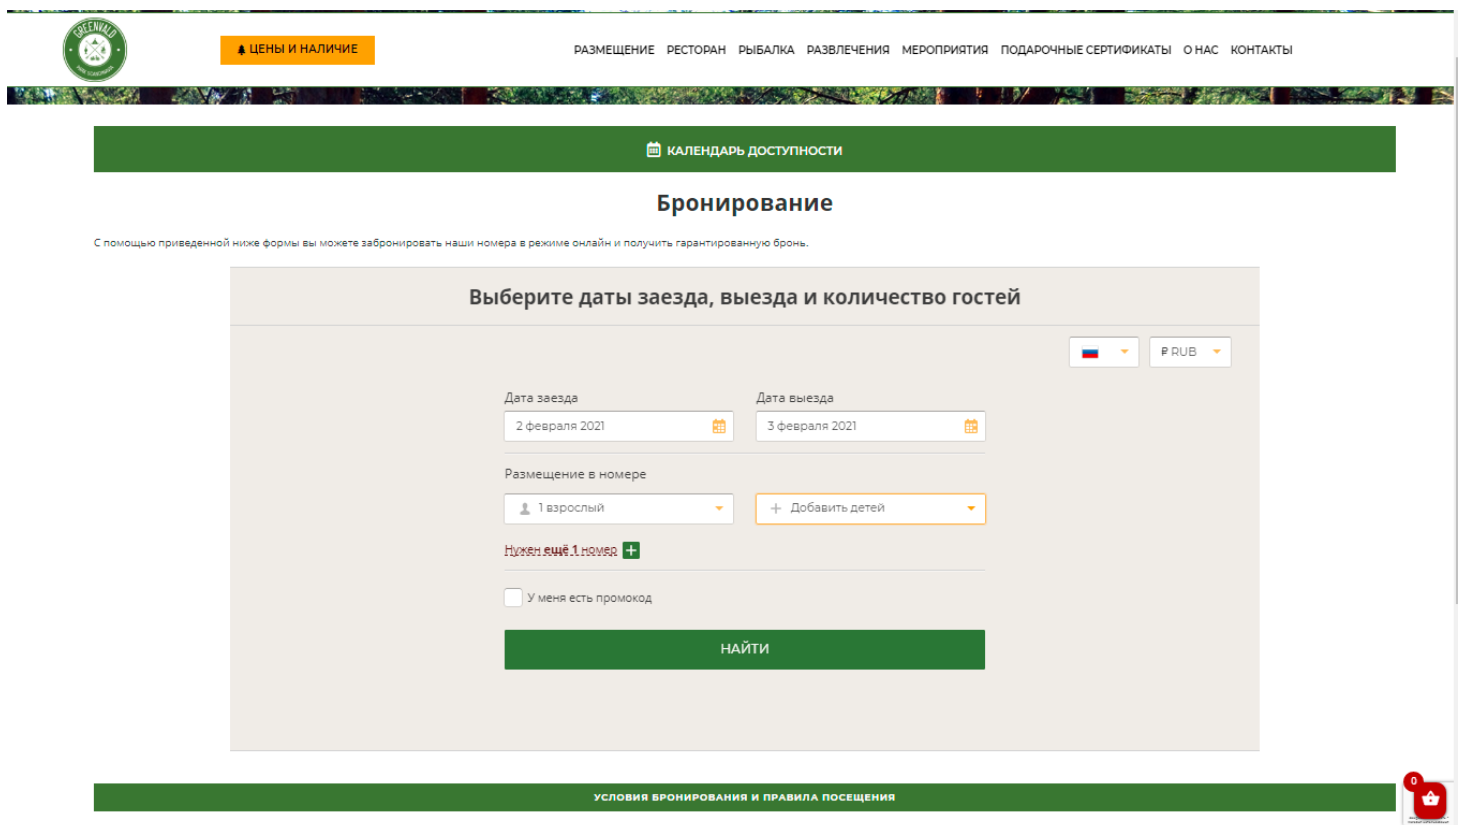 GREENVALD
PARK SCANDINAVIA
ЦЕНЫ И НАЛИЧИЕ
РАЗМЕЩЕНИЕ РЕСТОРАН РЫБАЛКА РАЗВЛЕЧЕНИЯ МЕРОПРИЯТИЯ ПОДАРОЧНЫЕ СЕРТИФИКАТЫ О НАС КОНТАКТЫ
КАЛЕНДАРЬ ДОСТУПНОСТИ
Бронирование
С помощью приведенной ниже формы вы можете забронировать наши номера в режиме онлайн и получить гарантированную бронь.
Выберите даты заезда, выезда и количество гостей
₽ RUB
Дата заезда Дата выезда
2 февраля 2021 3 февраля 2021
Размещение в номере
1 взрослый + Добавить детей
Нужен ещё 1 номер +
У меня есть промокод
НАЙТИ
УСЛОВИЯ БРОНИРОВАНИЯ И ПРАВИЛА ПОСЕЩЕНИЯ
0